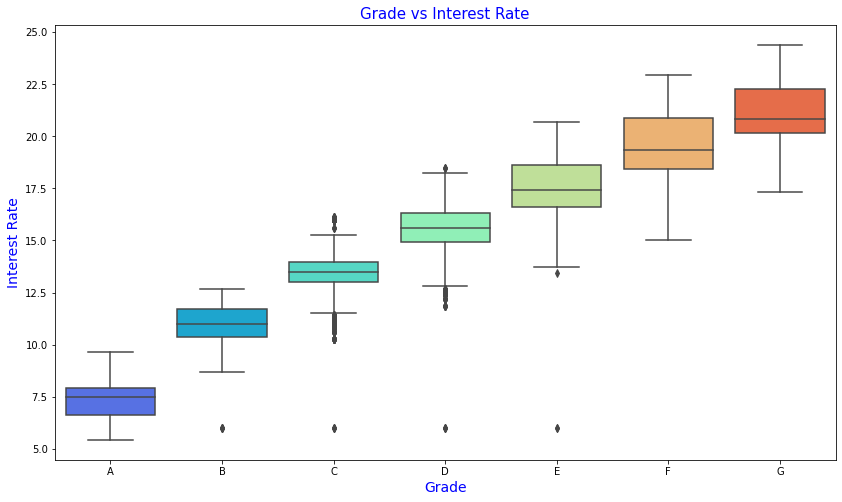 Grade vs Interest Rate
25.0
22.5
20.0
17.5
15.0
12.5
10.0
7.5
5.0
Interest Rate
A B C D E F G
Grade